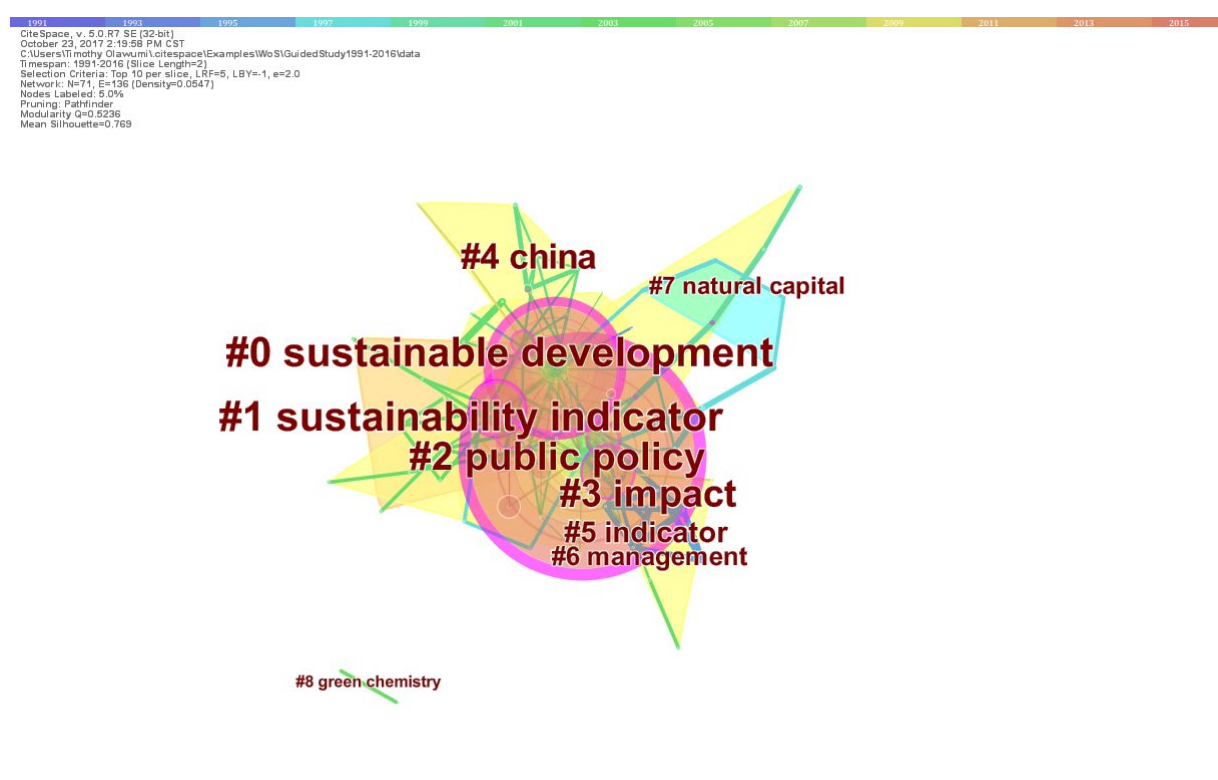 1991 1993 1995 1997 1999 2001 2003 2005 2007 2009 2011 2013 2015
CiteSpace, v. 5.0.R7 SE (32-bit)
October 23, 2017 2:19:58 PM CST
C:\Users\Timothy Olawumi\.citespace\Examples\WoS\GuidedStudy1991-2016\data
Timespan: 1991-2016 (Slice Length=2)
Selection Criteria: Top 10 per slice, LRF=5, LBY=-1, e=2.0
Network: N=71, E=136 (Density=0.0547)
Nodes Labeled: 5.0%
Pruning: Pathfinder
Modularity Q=0.5236
Mean Silhouette=0.769
#4 china
#7 natural capital
#0 sustainable development
#1 sustainability indicator
#2 public policy
#3 impact
#5 indicator
#6 management
#8 green chemistry